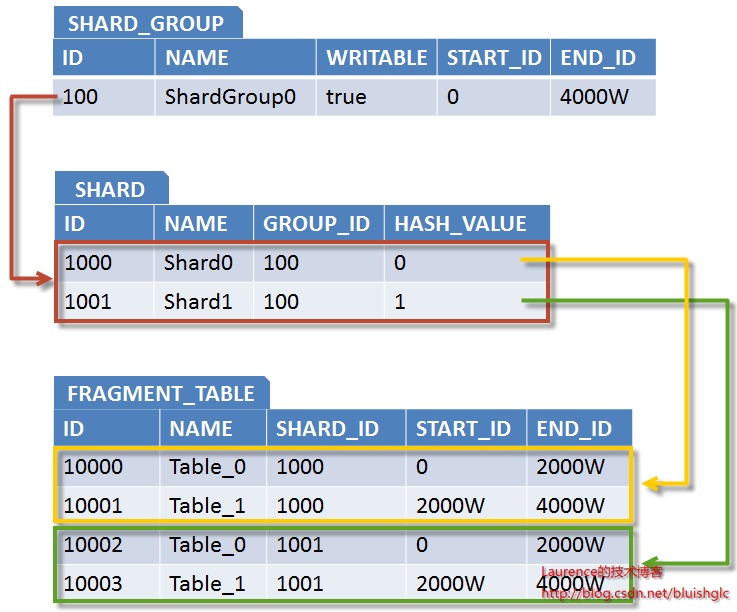 SHARD_GROUP
ID NAME WRITABLE START_ID END_ID
100 ShardGroup0 true 0 4000W
SHARD
ID NAME GROUP_ID HASH_VALUE
1000 Shard0 100 0
1001 Shard1 100 1
FRAGMENT_TABLE
ID NAME SHARD_ID START_ID END_ID
10000 Table_0 1000 0 2000W
10001 Table_1 1000 2000W 4000W
10002 Table_0 1001 0 2000W
Laurence的技术博客
10003 Table_1 1001 2000W 4000W
http://blog.csdn.net/bluishglc